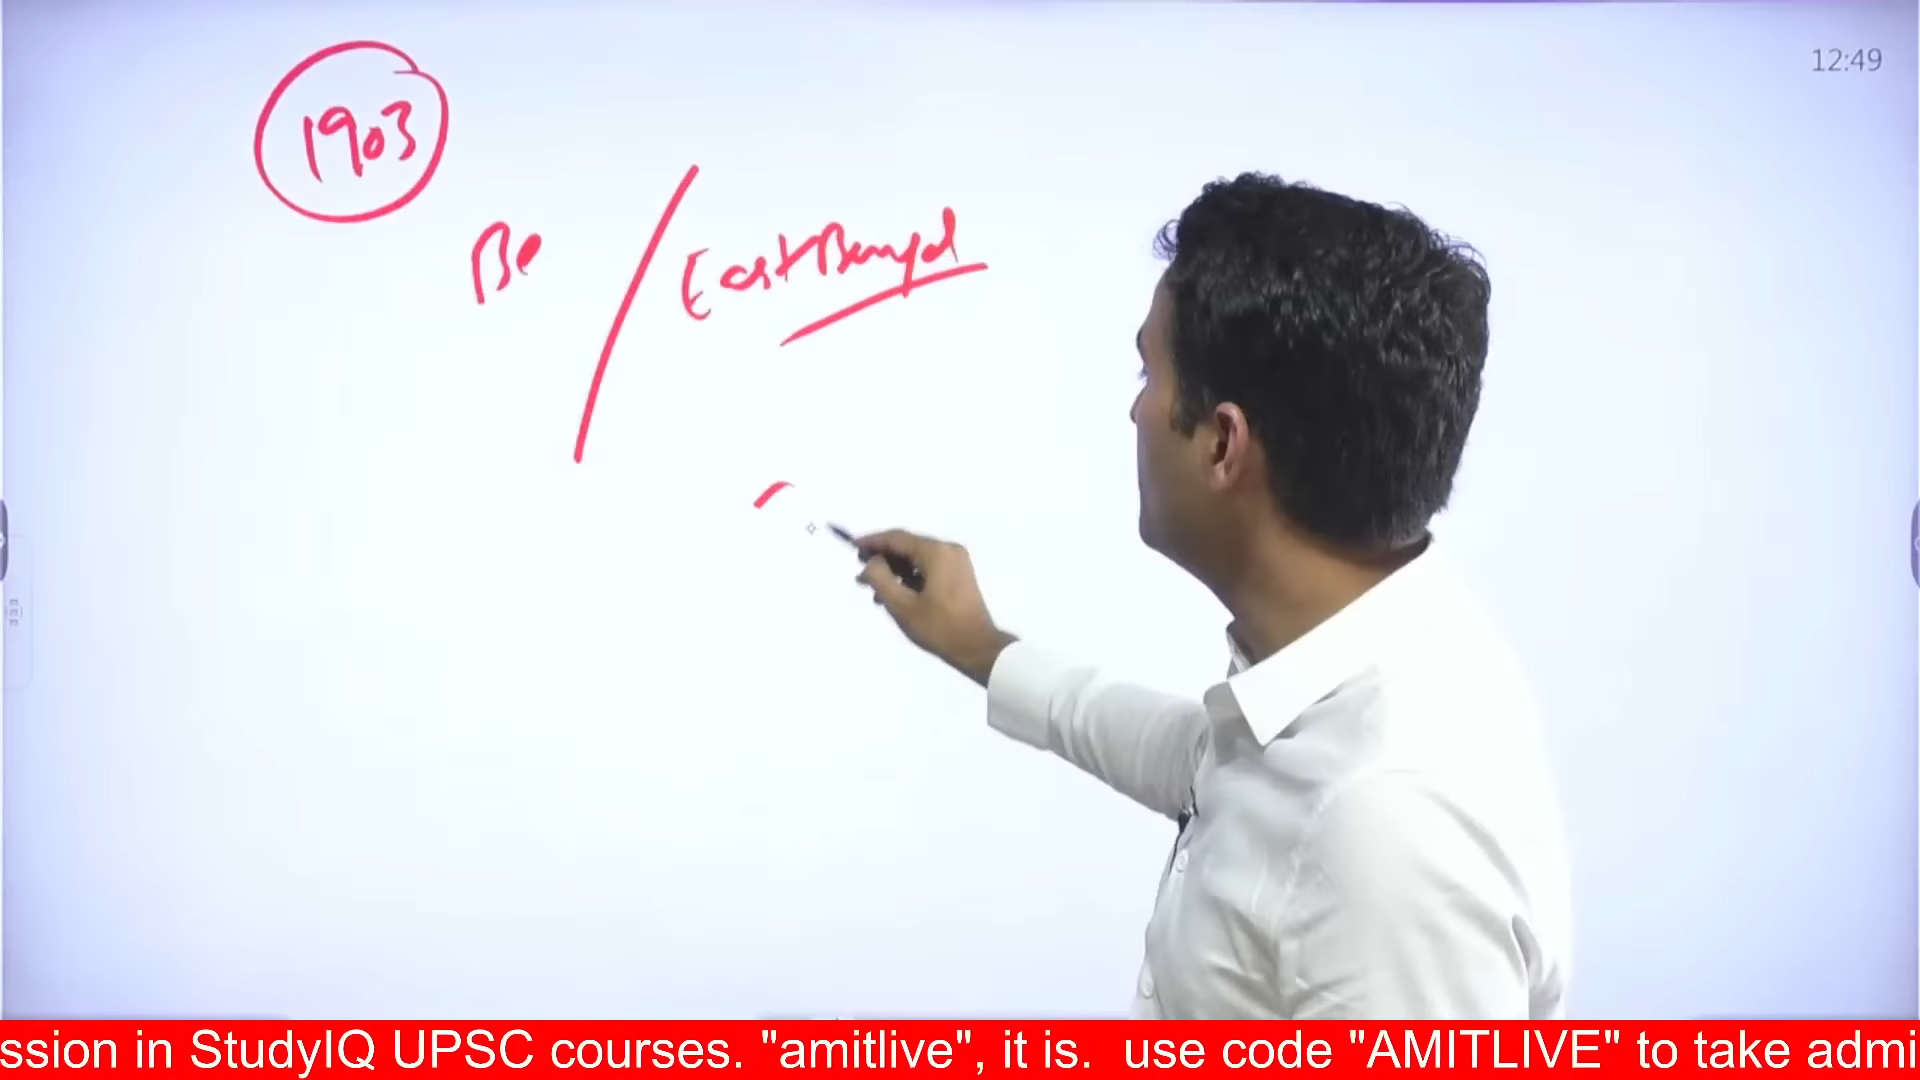 12:49
1903
Be / East Bengal
ssion in StudyIQ UPSC courses. "amitlive", it is. use code "AMITLIVE" to take admi